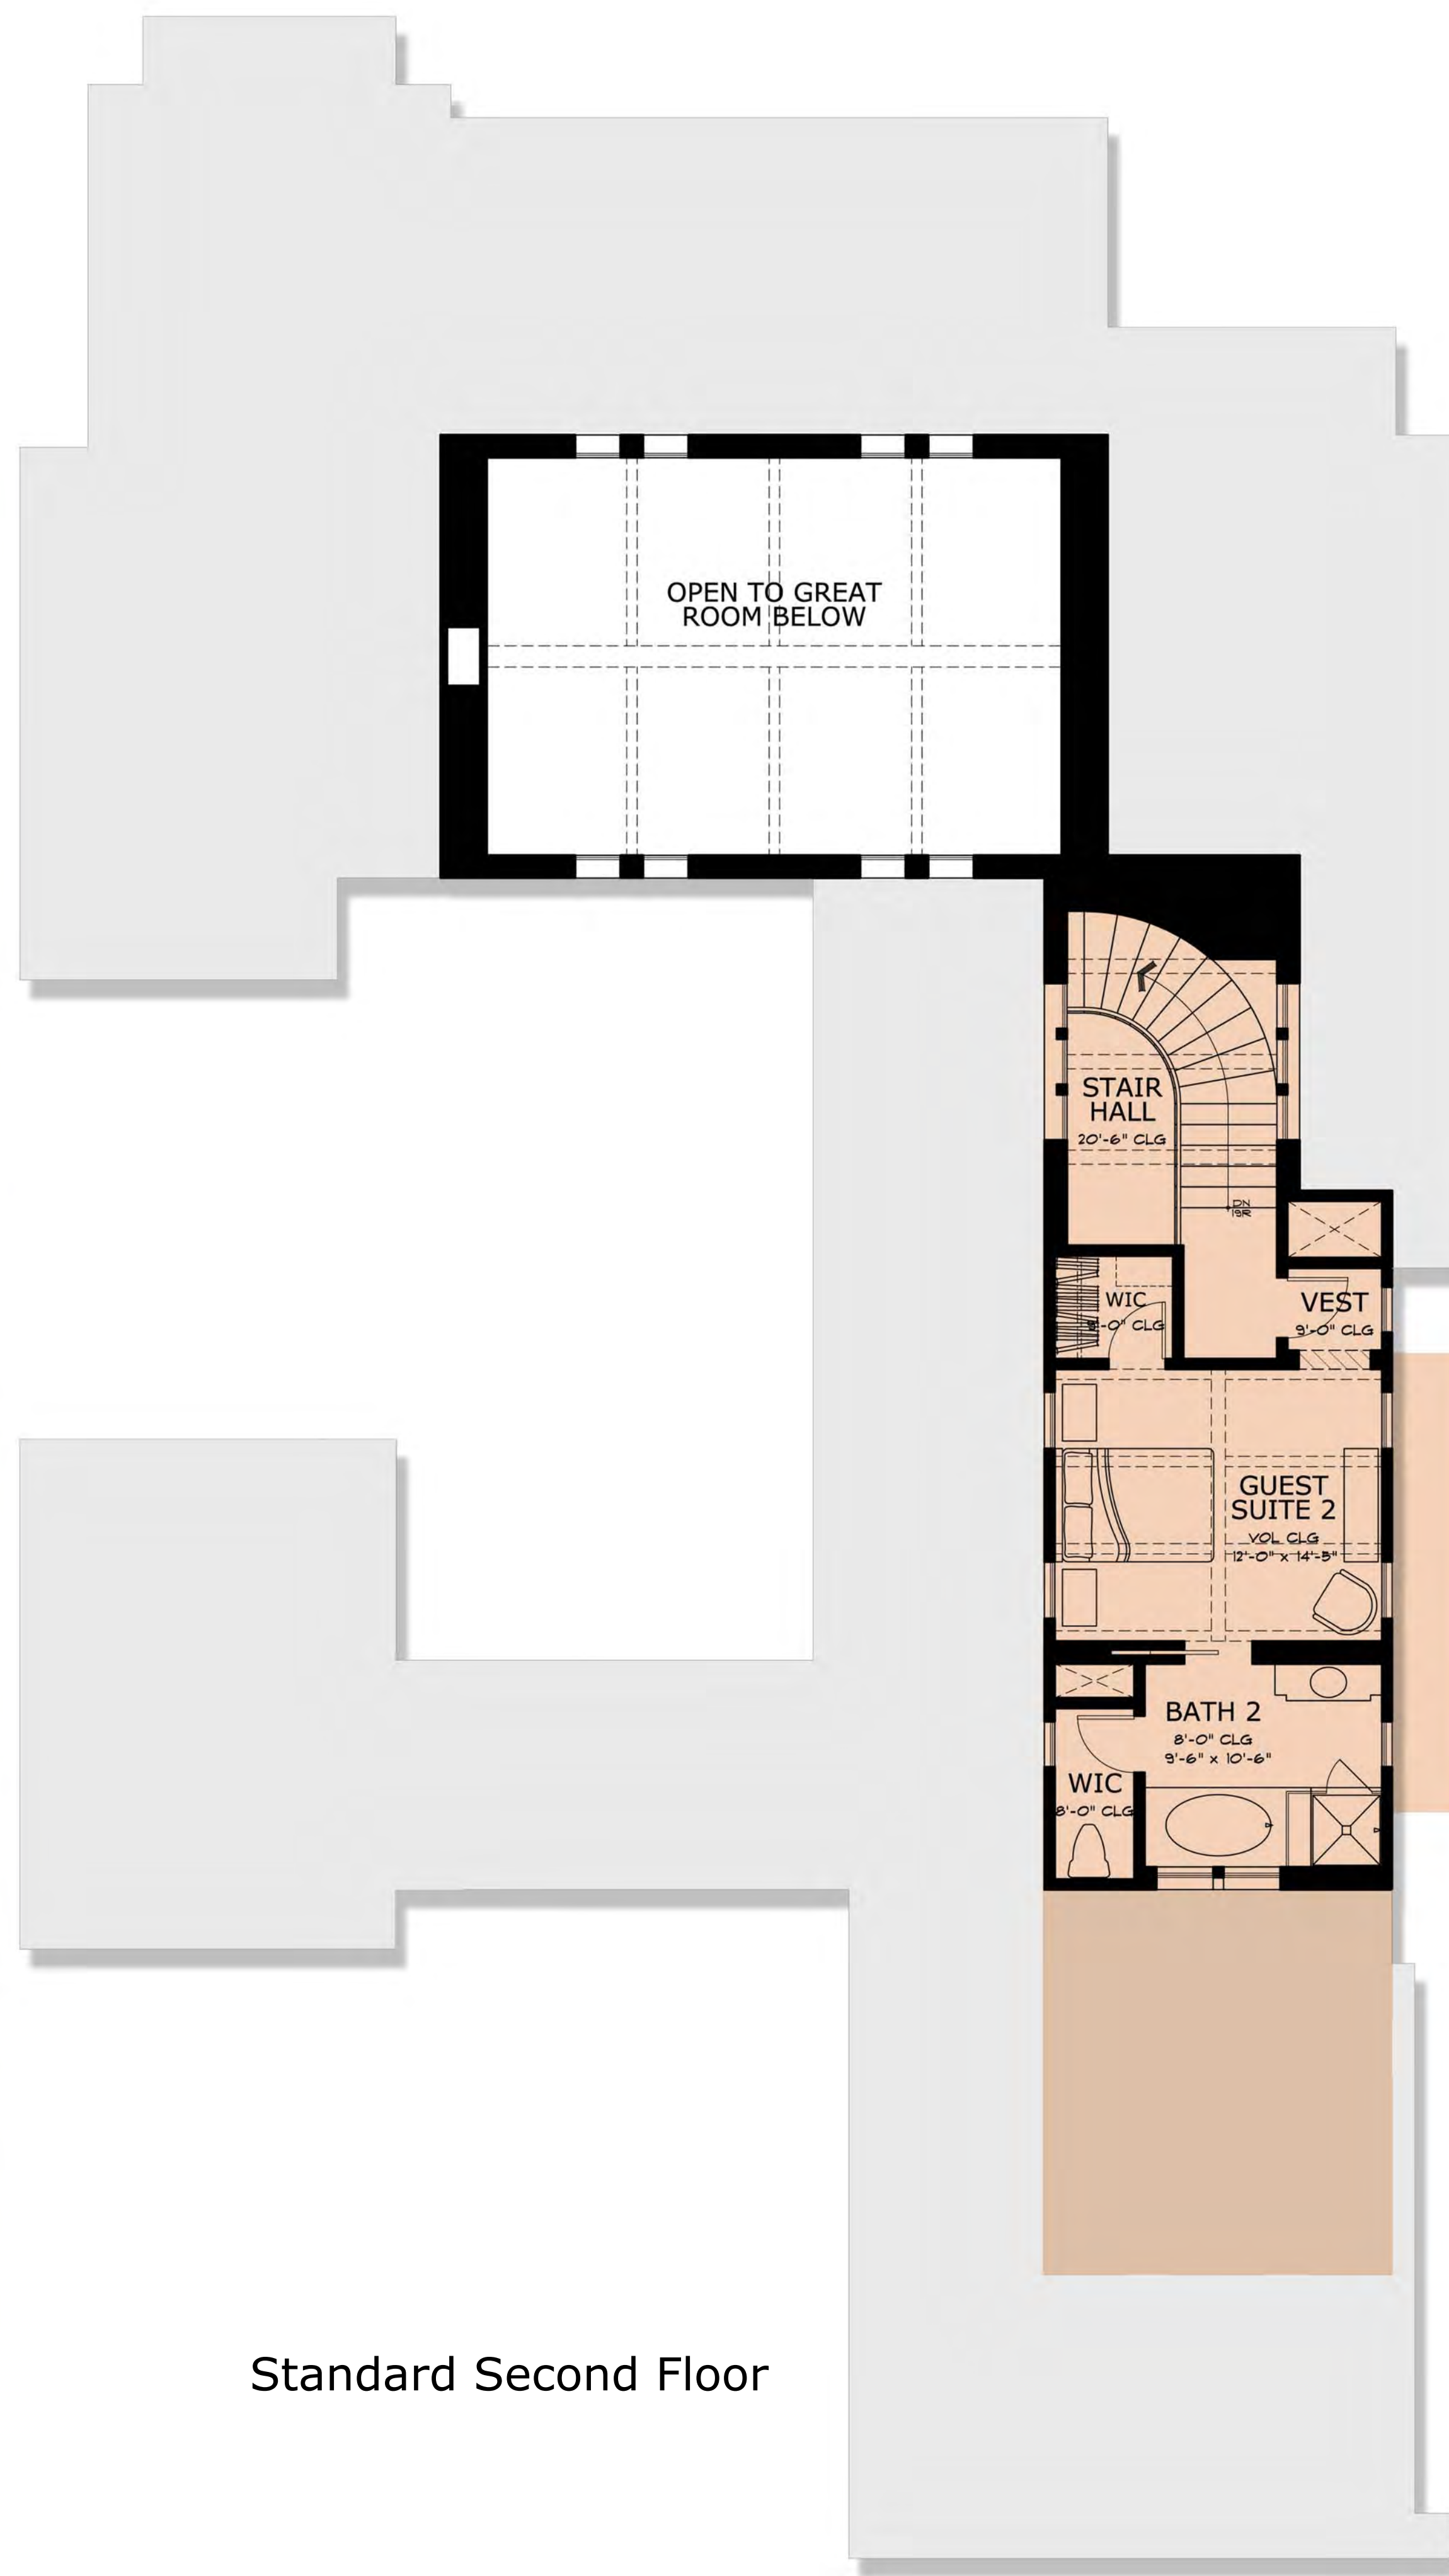 OPEN TO GREAT
ROOM BELOW
STAIR
HALL
20'-6" CLG
DN
19R
WIC
-0" CLG
VEST
9'-0" CLG
GUEST
SUITE 2
VOL CLG
12'-0" x 14'-5"
BATH 2
8'-0" CLG
9'-6" x 10'-6"
WIC
8'-0" CLG
Standard Second Floor